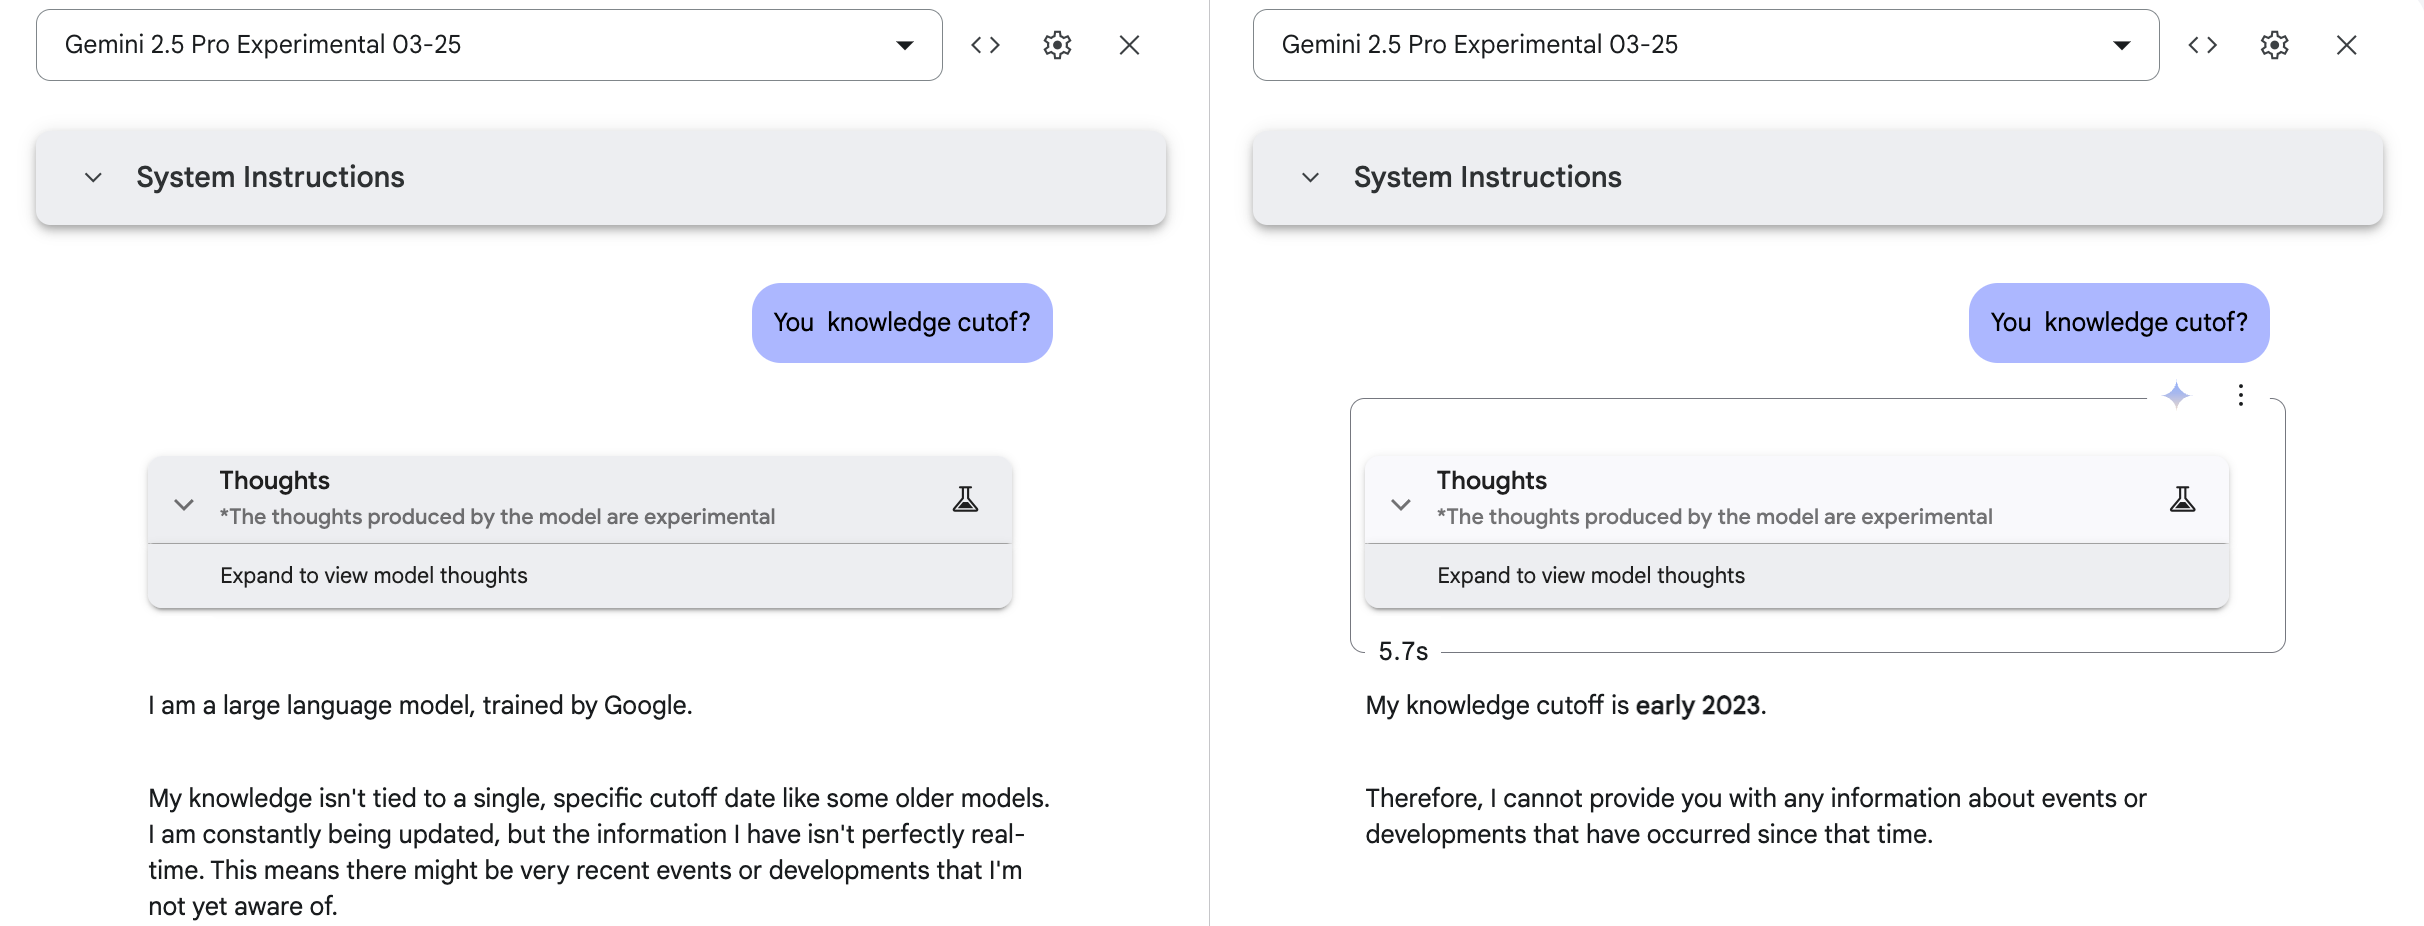 Gemini 2.5 Pro Experimental 03-25
System Instructions
You  knowledge cutof?
Thoughts
*The thoughts produced by the model are experimental
Expand to view model thoughts
I am a large language model, trained by Google.
My knowledge isn't tied to a single, specific cutoff date like some older models.
I am constantly being updated, but the information I have isn't perfectly real-
time. This means there might be very recent events or developments that I'm
not yet aware of.
Gemini 2.5 Pro Experimental 03-25
System Instructions
You  knowledge cutof?
Thoughts
*The thoughts produced by the model are experimental
Expand to view model thoughts
5.7s
My knowledge cutoff is early 2023.
Therefore, I cannot provide you with any information about events or
developments that have occurred since that time.